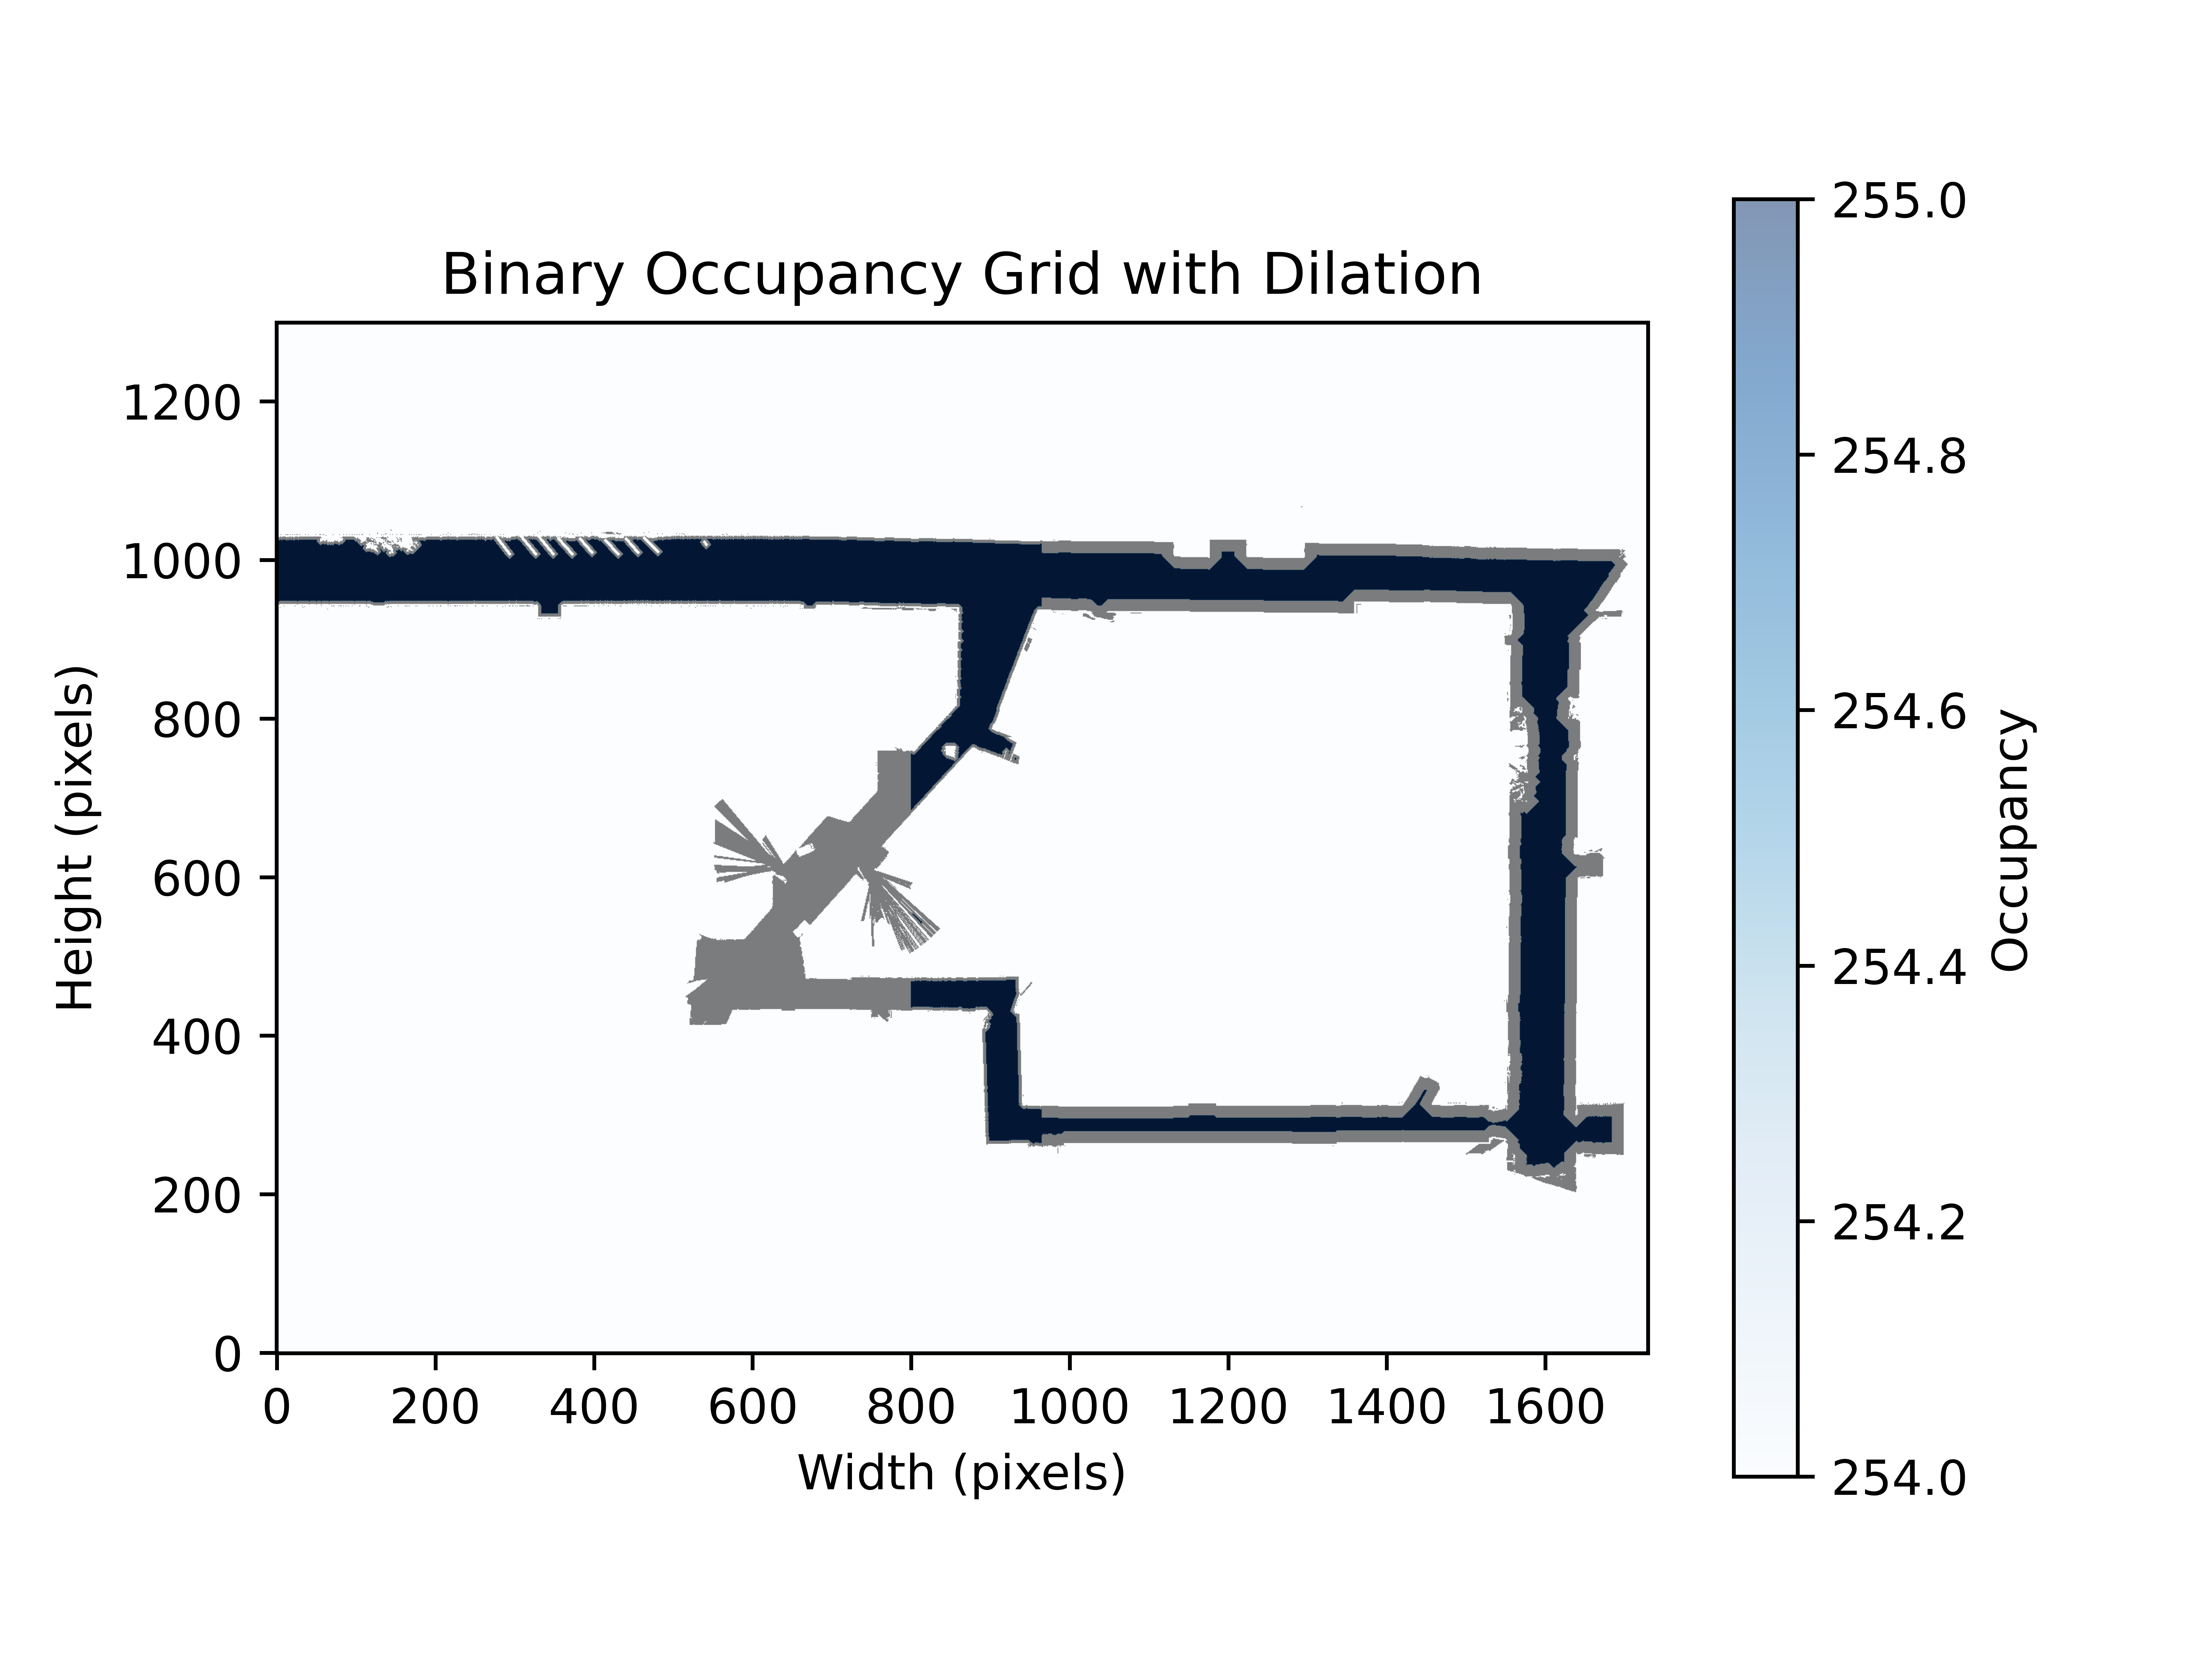 Binary Occupancy Grid with Dilation
1200
1000
800
600
400
200
0
Height (pixels)
0 200 400 600 800 1000 1200 1400 1600
Width (pixels)
255.0
254.8
254.6
254.4
254.2
254.0
Occupancy